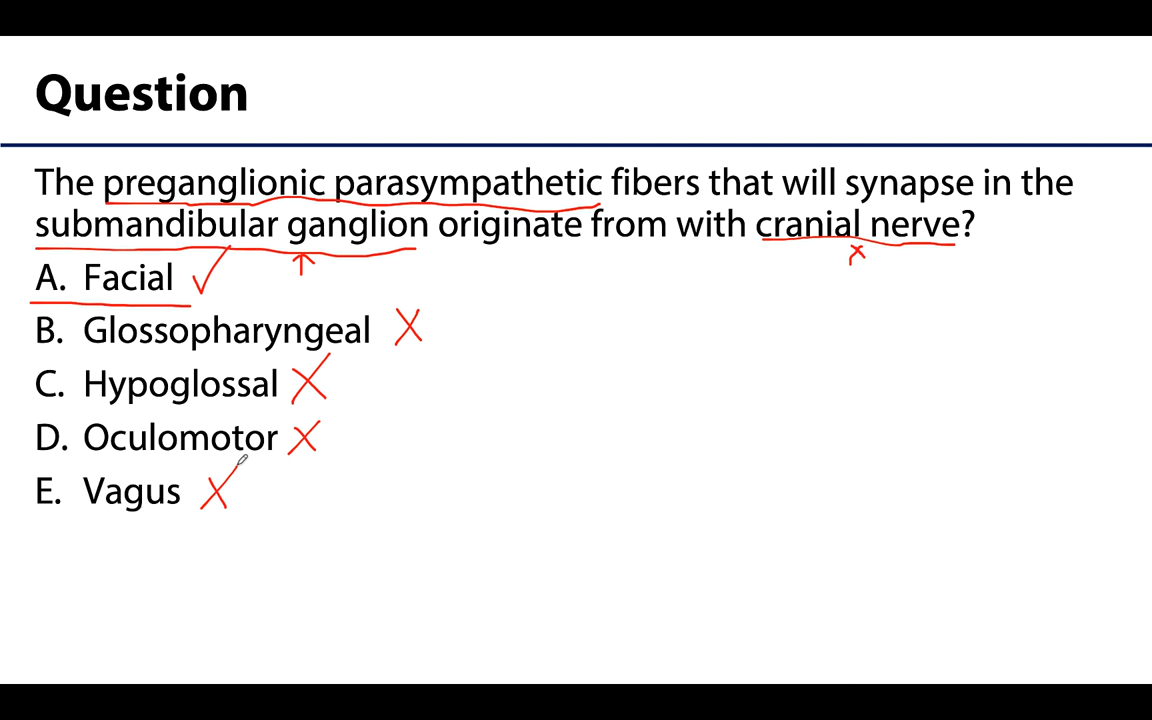 Question
The preganglionic parasympathetic fibers that will synapse in the
submandibular ganglion originate from with cranial nerve?
A. Facial
B. Glossopharyngeal
C. Hypoglossal
D. Oculomotor
E. Vagus